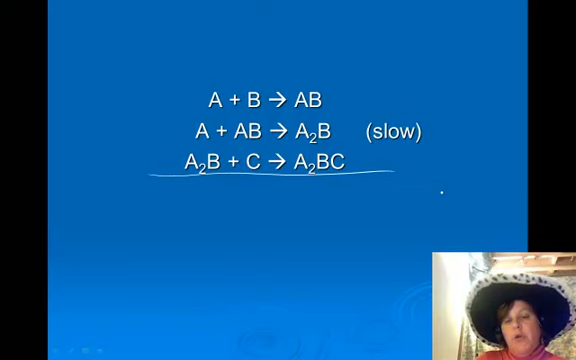 A + B → AB
A + AB → A₂B (slow)
A₂B + C → A₂BC